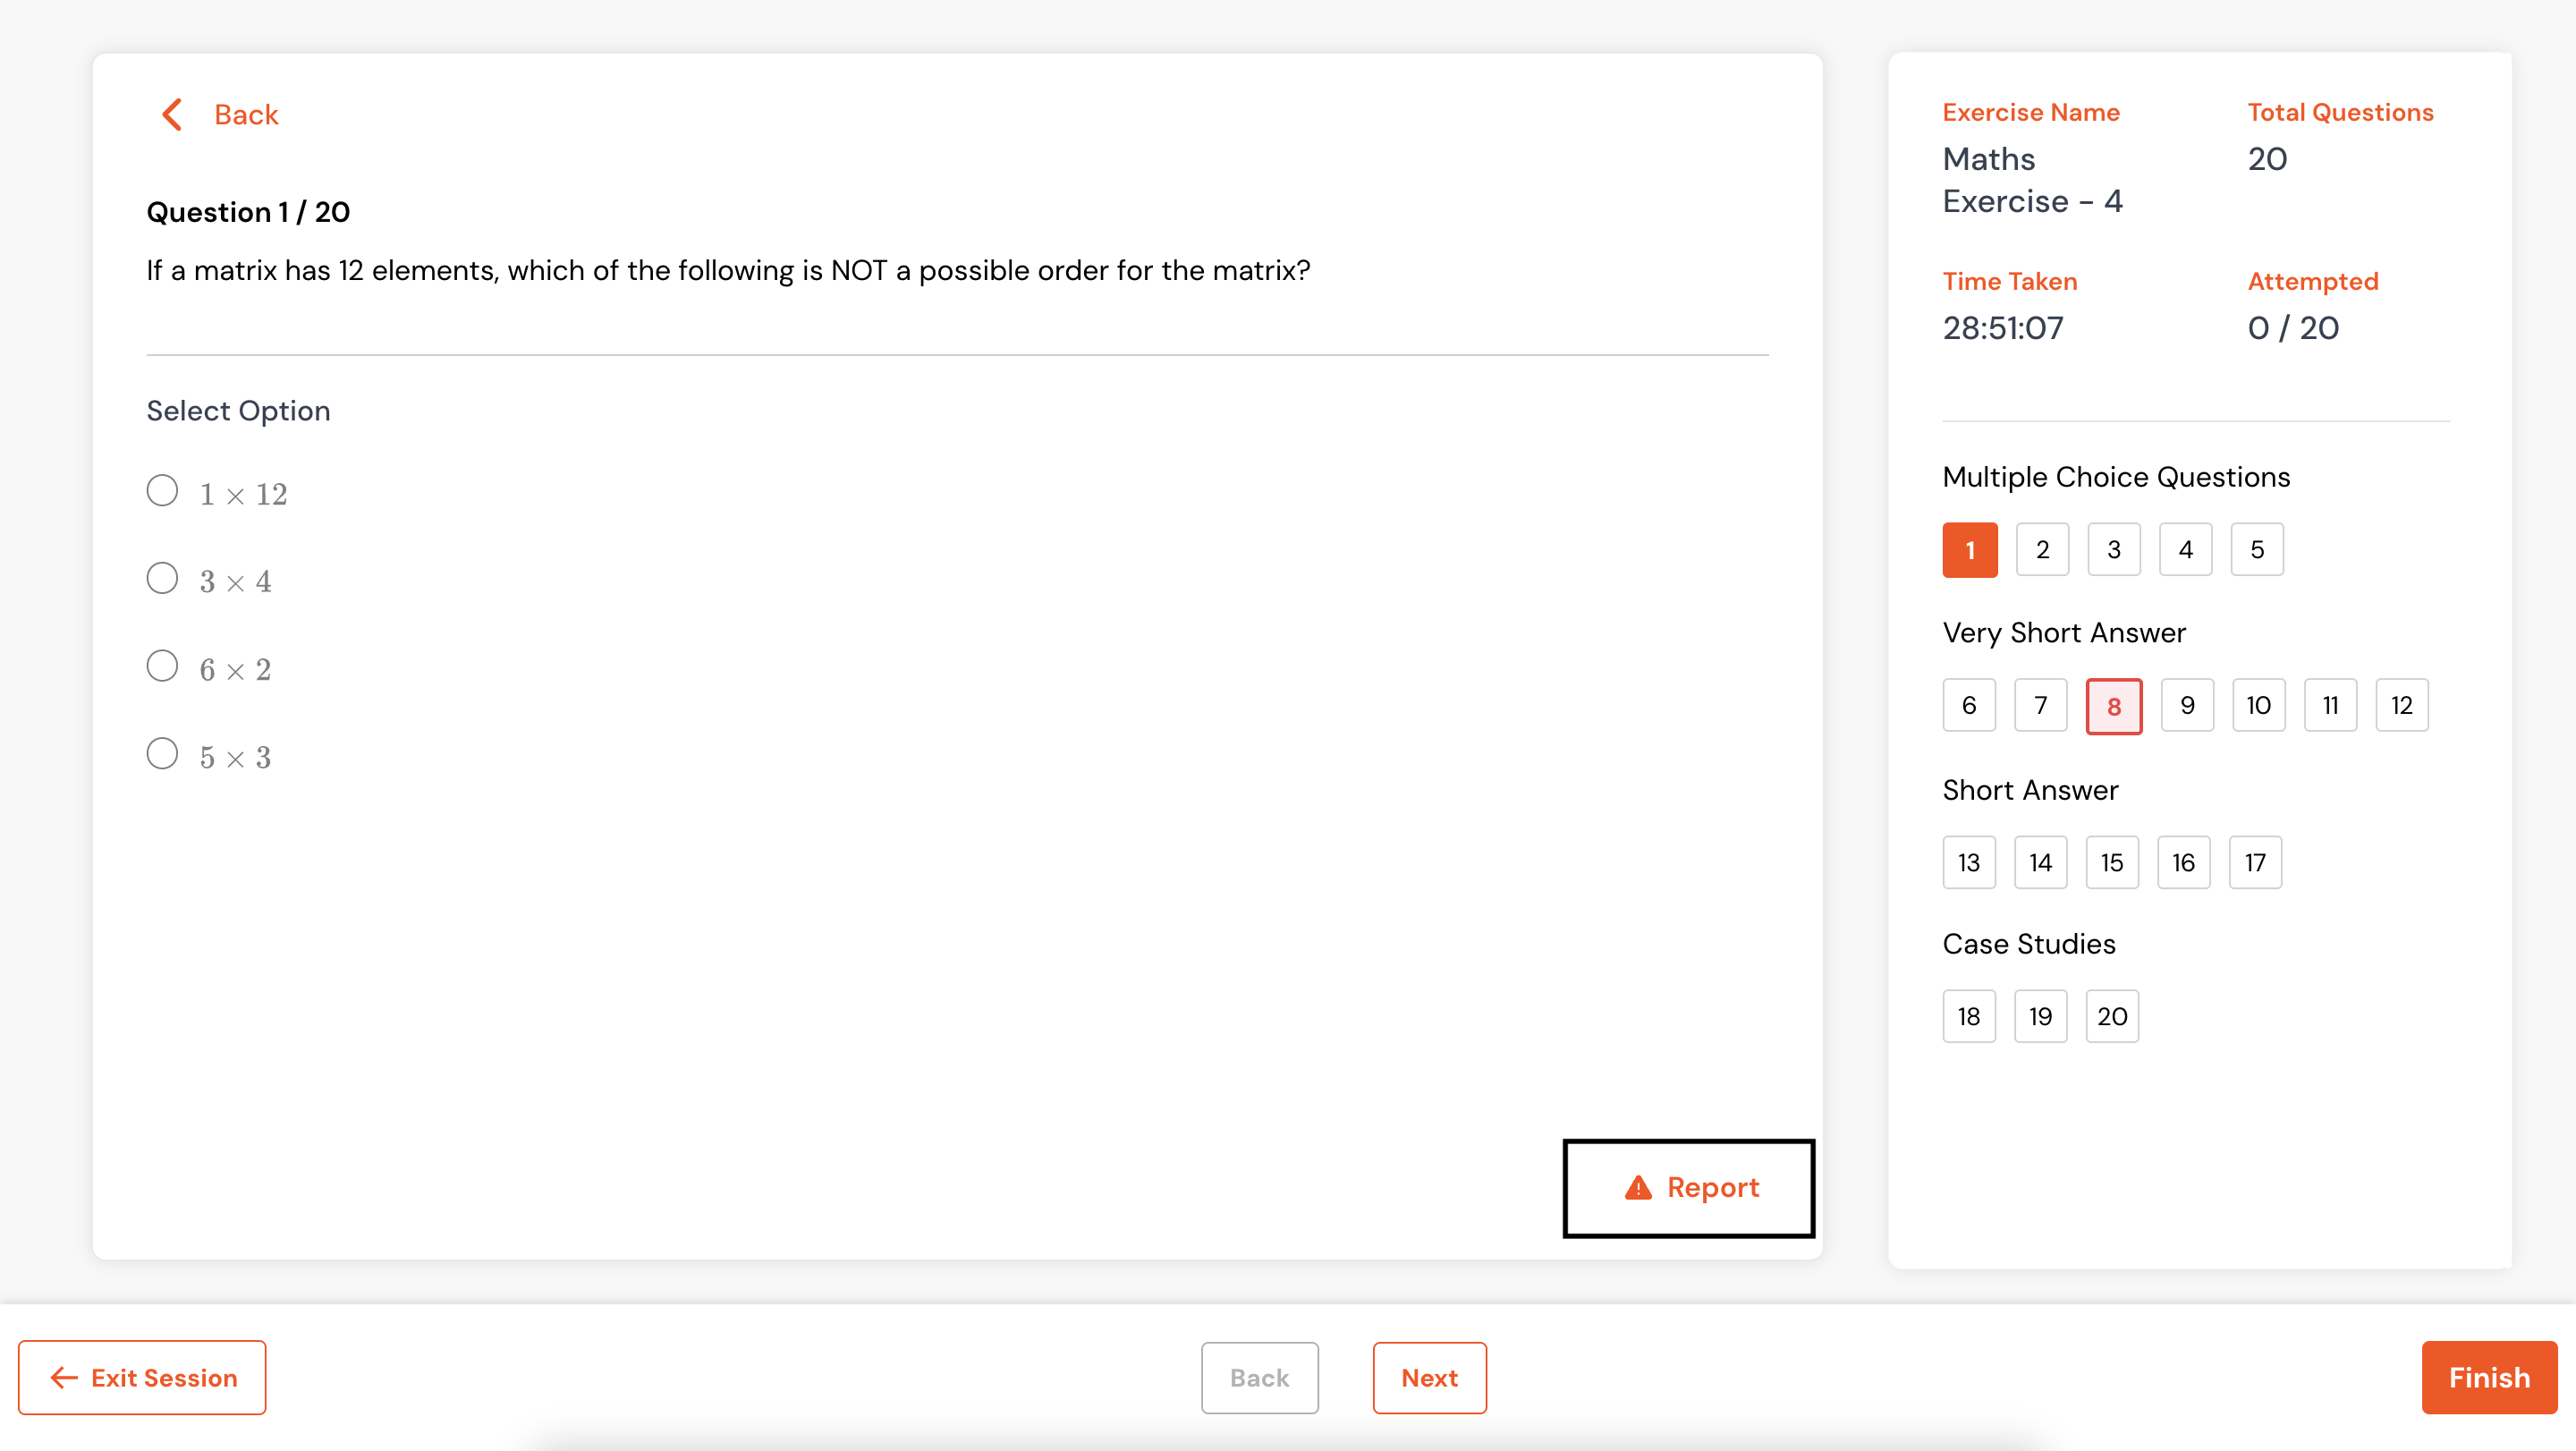 Back
Question 1 / 20
If a matrix has 12 elements, which of the following is NOT a possible order for the matrix?
Select Option
1 × 12
3 × 4
6 × 2
5 × 3
Report
Exercise Name
Maths
Exercise - 4
Total Questions
20
Time Taken
28:51:07
Attempted
0 / 20
Multiple Choice Questions
1 2 3 4 5
Very Short Answer
6 7 8 9 10 11 12
Short Answer
13 14 15 16 17
Case Studies
18 19 20
Exit Session
Back
Next
Finish